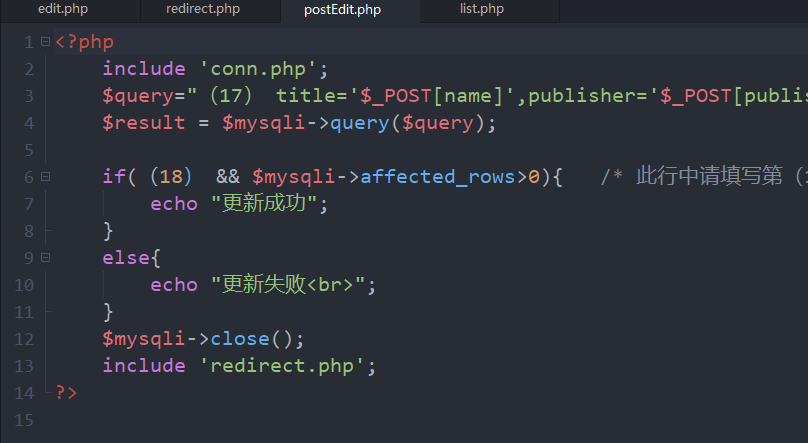 edit.php redirect.php postEdit.php list.php
1 <?php
2 include 'conn.php';
3 $query="（17） title='$_POST[name]',publisher='$_POST[publis
4 $result = $mysqli->query($query);
5
6 if(（18） && $mysqli->affected_rows>0){ /* 此行中请填写第（
7 echo "更新成功";
8 }
9 else{
10 echo "更新失败<br>";
11 }
12 $mysqli->close();
13 include 'redirect.php';
14 ?>
15